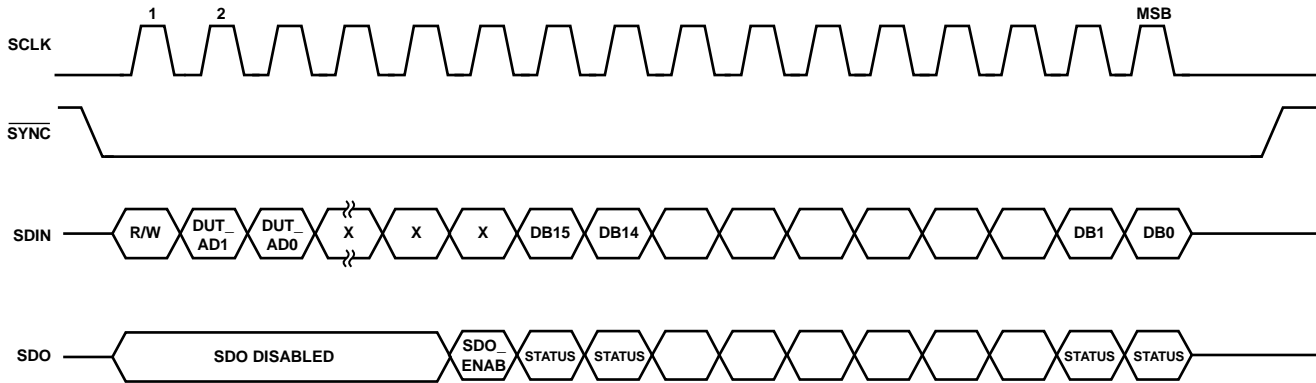 1 2 MSB
SCLK
SYNC
SDIN R/W DUT_ AD1 DUT_ AD0 X X X DB15 DB14 DB1 DB0
SDO SDO DISABLED SDO_ ENAB STATUS STATUS STATUS STATUS